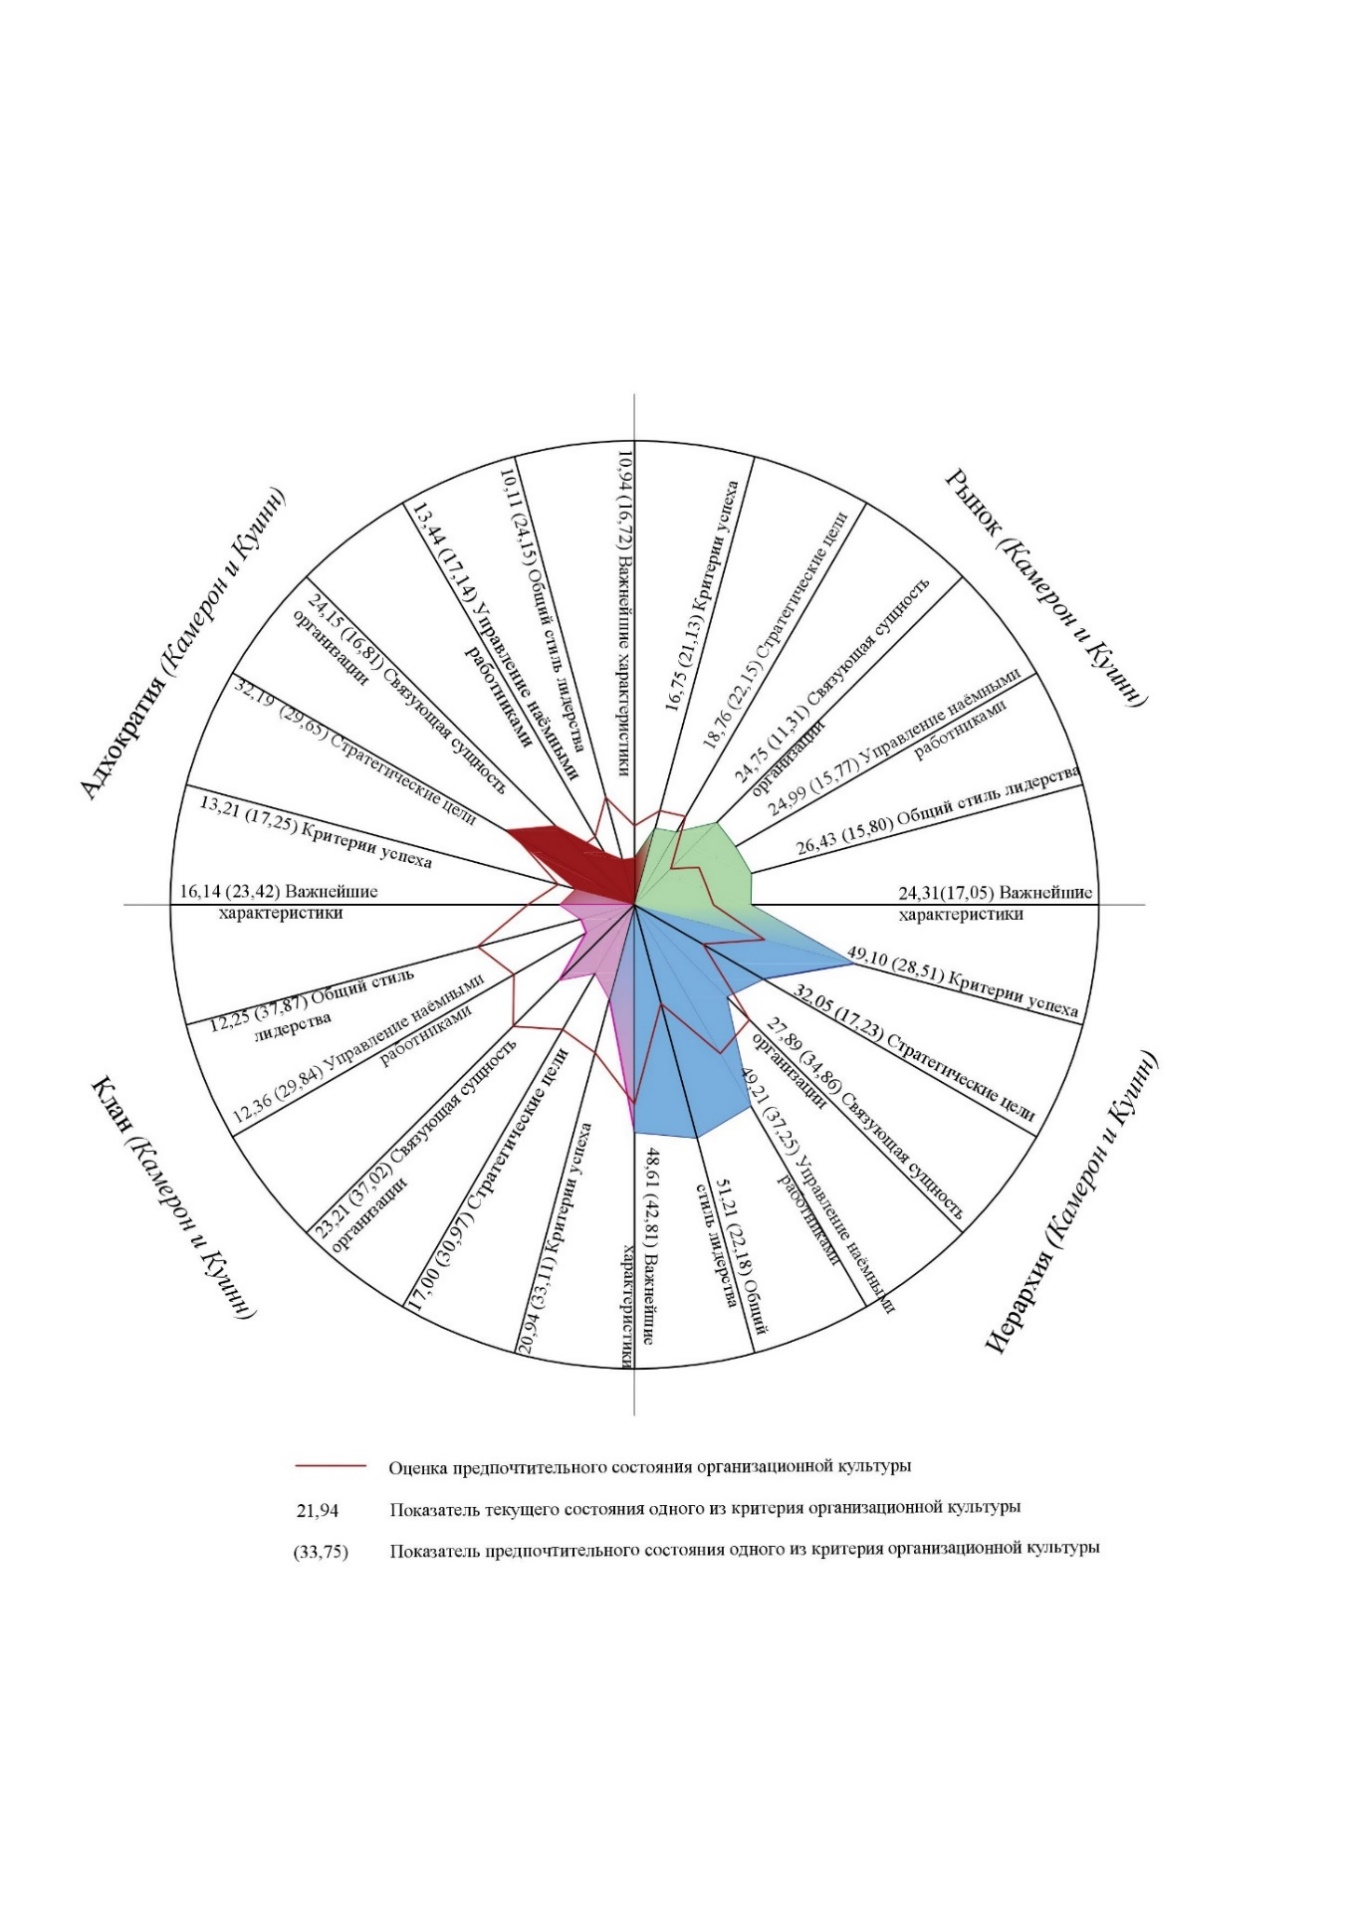 Адхократия (Камерон и Куинн)
Рынок (Камерон и Куинн)
Клан (Камерон и Куинн)
Иерархия (Камерон и Куинн)
10,94 (16,72) Важнейшие характеристики
16,75 (21,13) Критерии успеха
18,76 (22,15) Стратегические цели
24,75 (11,31) Связующая сущность
организации
24,99 (15,77) Управление наёмными
работниками
26,43 (15,80) Общий стиль лидерства
24,31(17,05) Важнейшие
характеристики
49,10 (28,51) Критерии успеха
32,05 (17,23) Стратегические цели
27,89 (34,86) Связующая сущность
организации
49,21 (37,25) Управление наёмными
работниками
51,21 (22,18) Общий
стиль лидерства
48,61 (42,81) Важнейшие
характеристики
20,94 (33,11) Критерии успеха
17,00 (30,97) Стратегические цели
23,21 (37,02) Связующая сущность
организации
12,36 (29,84) Управление наёмными
работниками
12,25 (37,87) Общий стиль
лидерства
16,14 (23,42) Важнейшие
характеристики
13,21 (17,25) Критерии успеха
32,19 (29,65) Стратегические цели
24,15 (16,81) Связующая сущность
организации
13,44 (17,14) Управление наёмными
работниками
10,11 (24,15) Общий стиль лидерства
Оценка предпочтительного состояния организационной культуры
21,94 Показатель текущего состояния одного из критерия организационной культуры
(33,75) Показатель предпочтительного состояния одного из критерия организационной культуры